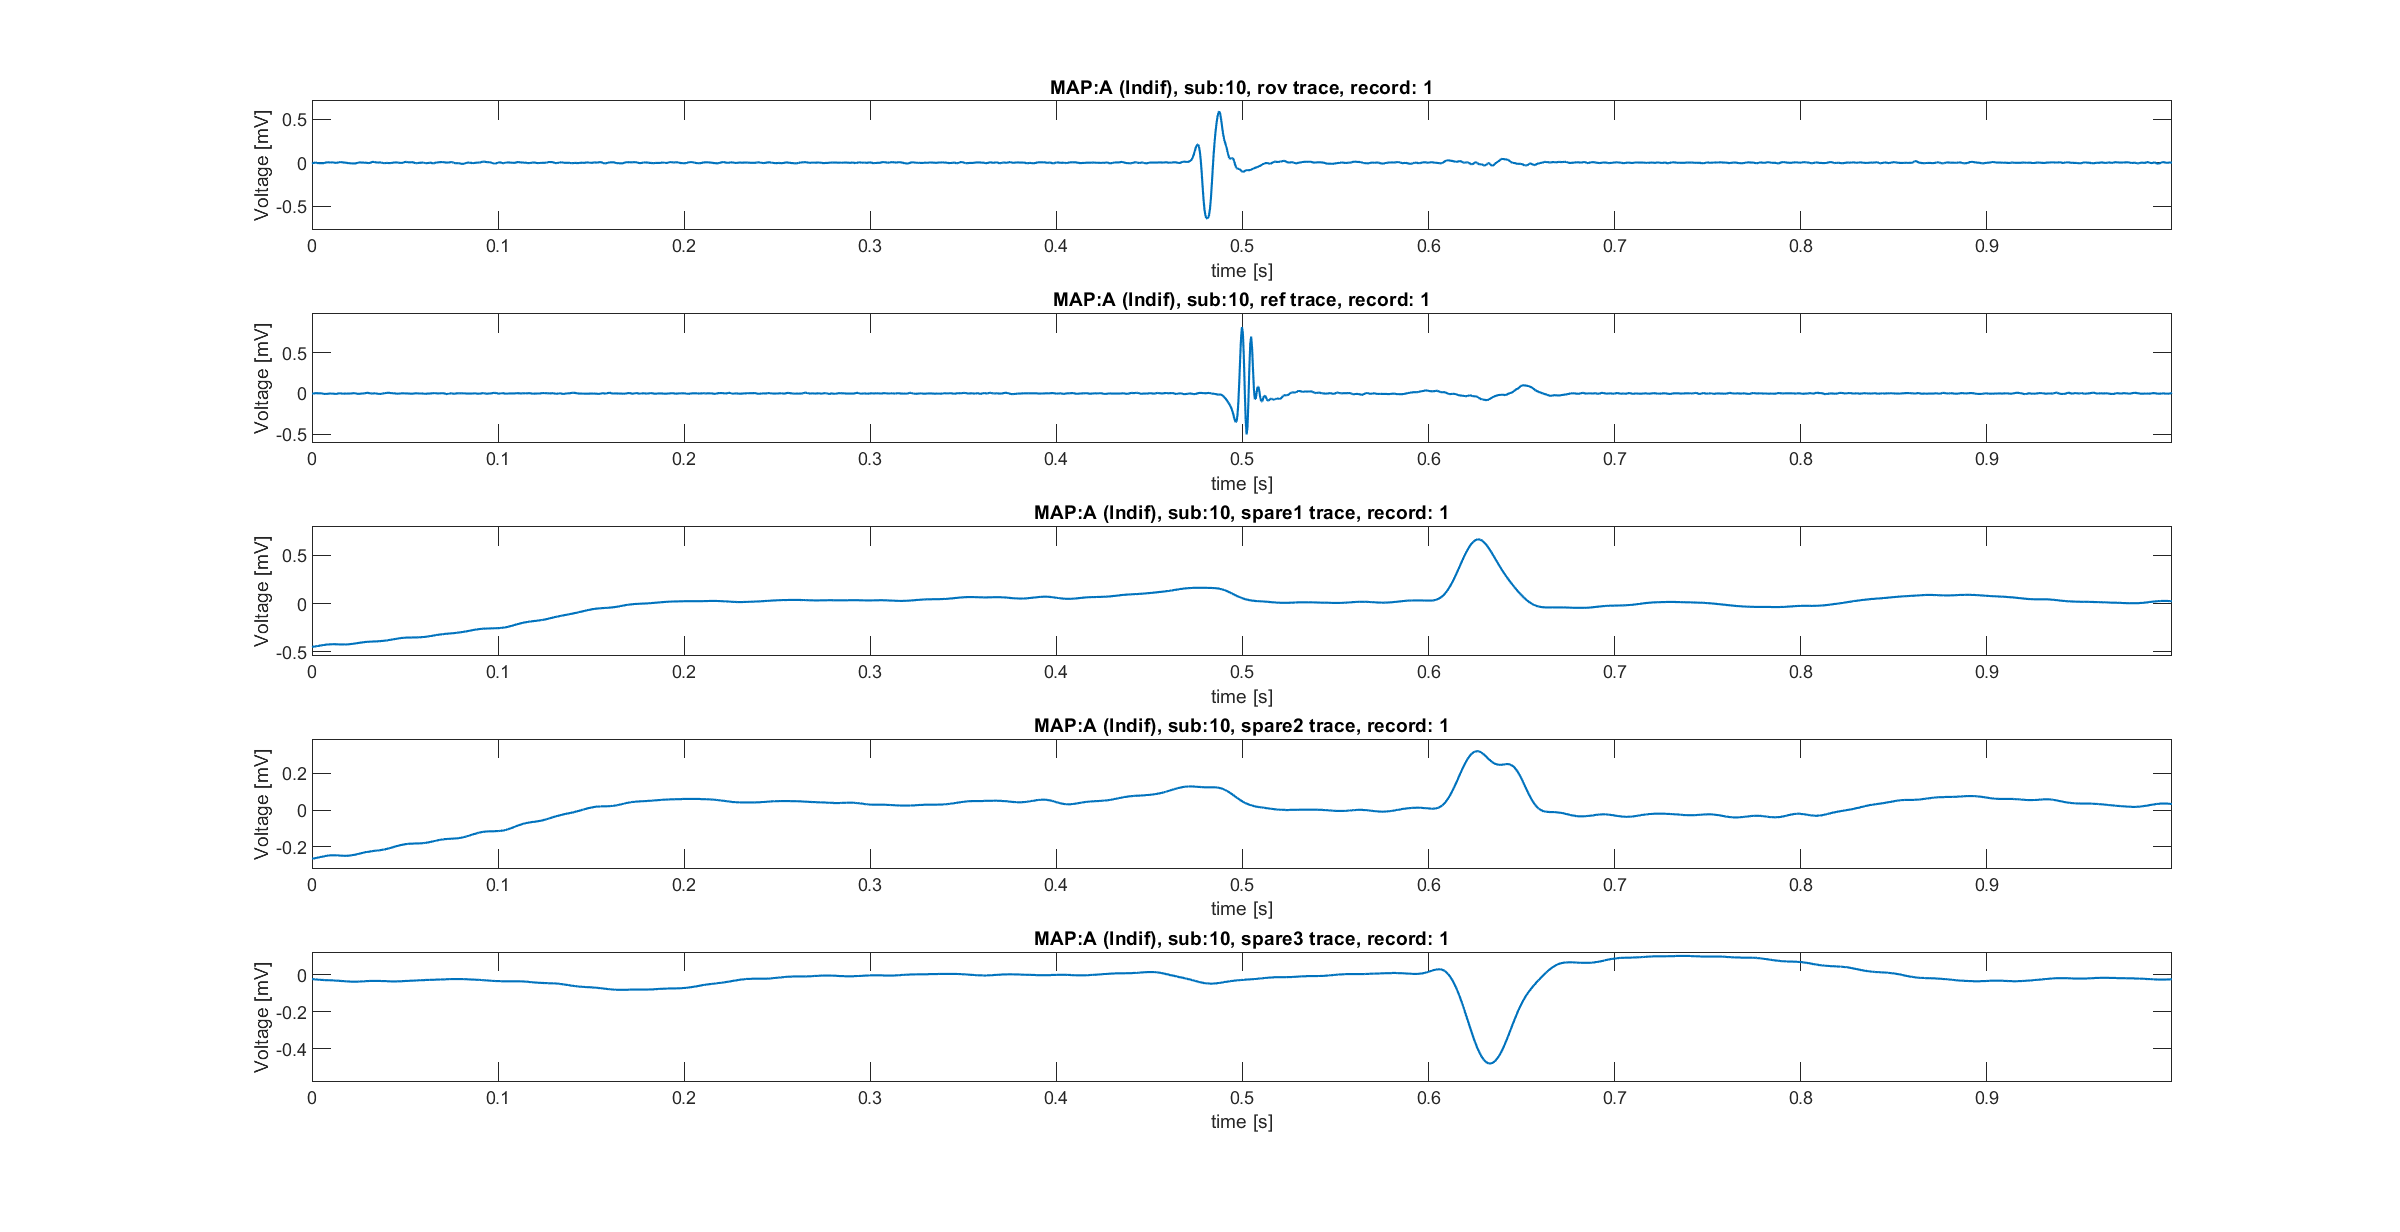 MAP:A (Indif), sub:10, rov trace, record: 1
Voltage [mV]
0.5
0
-0.5
0 0.1 0.2 0.3 0.4 0.5 0.6 0.7 0.8 0.9
time [s]
MAP:A (Indif), sub:10, ref trace, record: 1
Voltage [mV]
0.5
0
-0.5
0 0.1 0.2 0.3 0.4 0.5 0.6 0.7 0.8 0.9
time [s]
MAP:A (Indif), sub:10, spare1 trace, record: 1
Voltage [mV]
0.5
0
-0.5
0 0.1 0.2 0.3 0.4 0.5 0.6 0.7 0.8 0.9
time [s]
MAP:A (Indif), sub:10, spare2 trace, record: 1
Voltage [mV]
0.2
0
-0.2
0 0.1 0.2 0.3 0.4 0.5 0.6 0.7 0.8 0.9
time [s]
MAP:A (Indif), sub:10, spare3 trace, record: 1
Voltage [mV]
0
-0.2
-0.4
0 0.1 0.2 0.3 0.4 0.5 0.6 0.7 0.8 0.9
time [s]